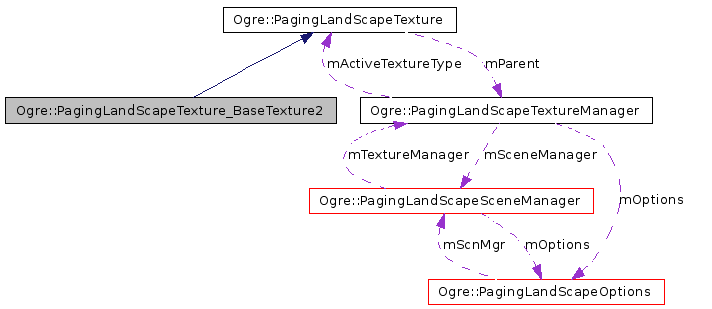 Ogre::PagingLandScapeTexture
mActiveTextureType
mParent
Ogre::PagingLandScapeTexture_BaseTexture2
Ogre::PagingLandScapeTextureManager
mTextureManager
mSceneManager
Ogre::PagingLandScapeSceneManager
mOptions
mScnMgr
mOptions
Ogre::PagingLandScapeOptions